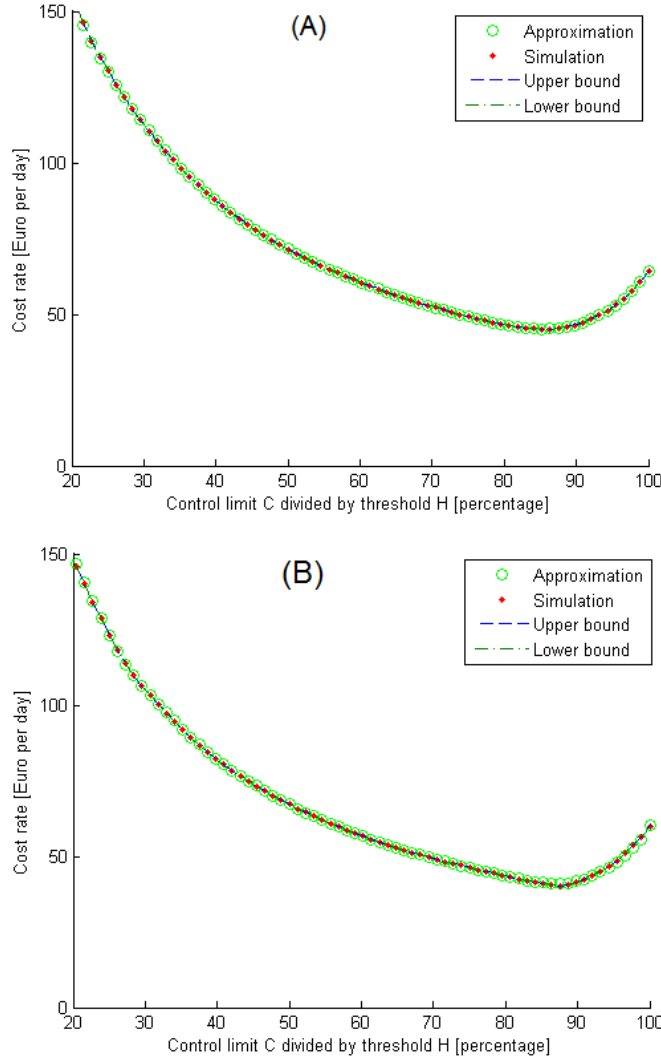 (A)
Approximation
Simulation
Upper bound
Lower bound
150
100
50
0
Cost rate [Euro per day]
20 30 40 50 60 70 80 90 100
Control limit C divided by threshold H [percentage]
(B)
Approximation
Simulation
Upper bound
Lower bound
150
100
50
0
Cost rate [Euro per day]
20 30 40 50 60 70 80 90 100
Control limit C divided by threshold H [percentage]